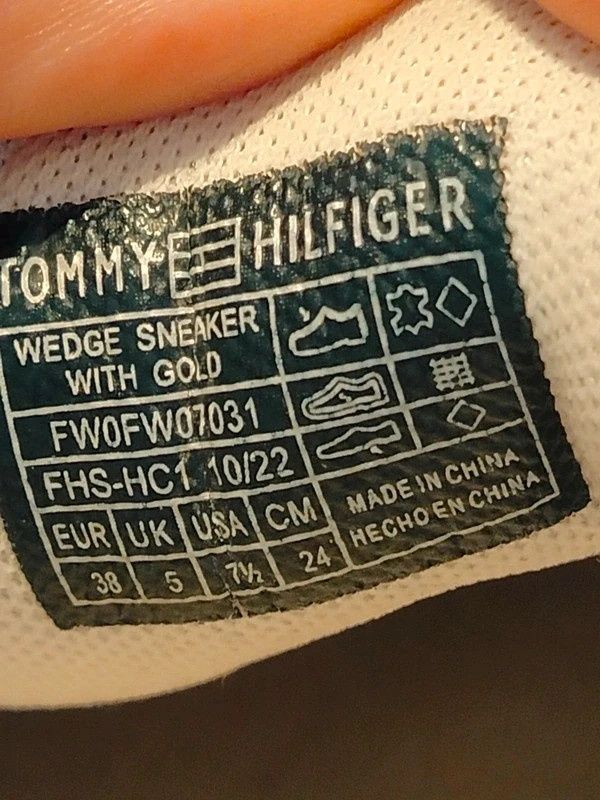 TOMMY HILFIGER
WEDGE SNEAKER
WITH GOLD
FW0FW07031
FHS-HC1 10/22
EUR UK USA CM
38 5 7½ 24
MADE IN CHINA
HECHO EN CHINA